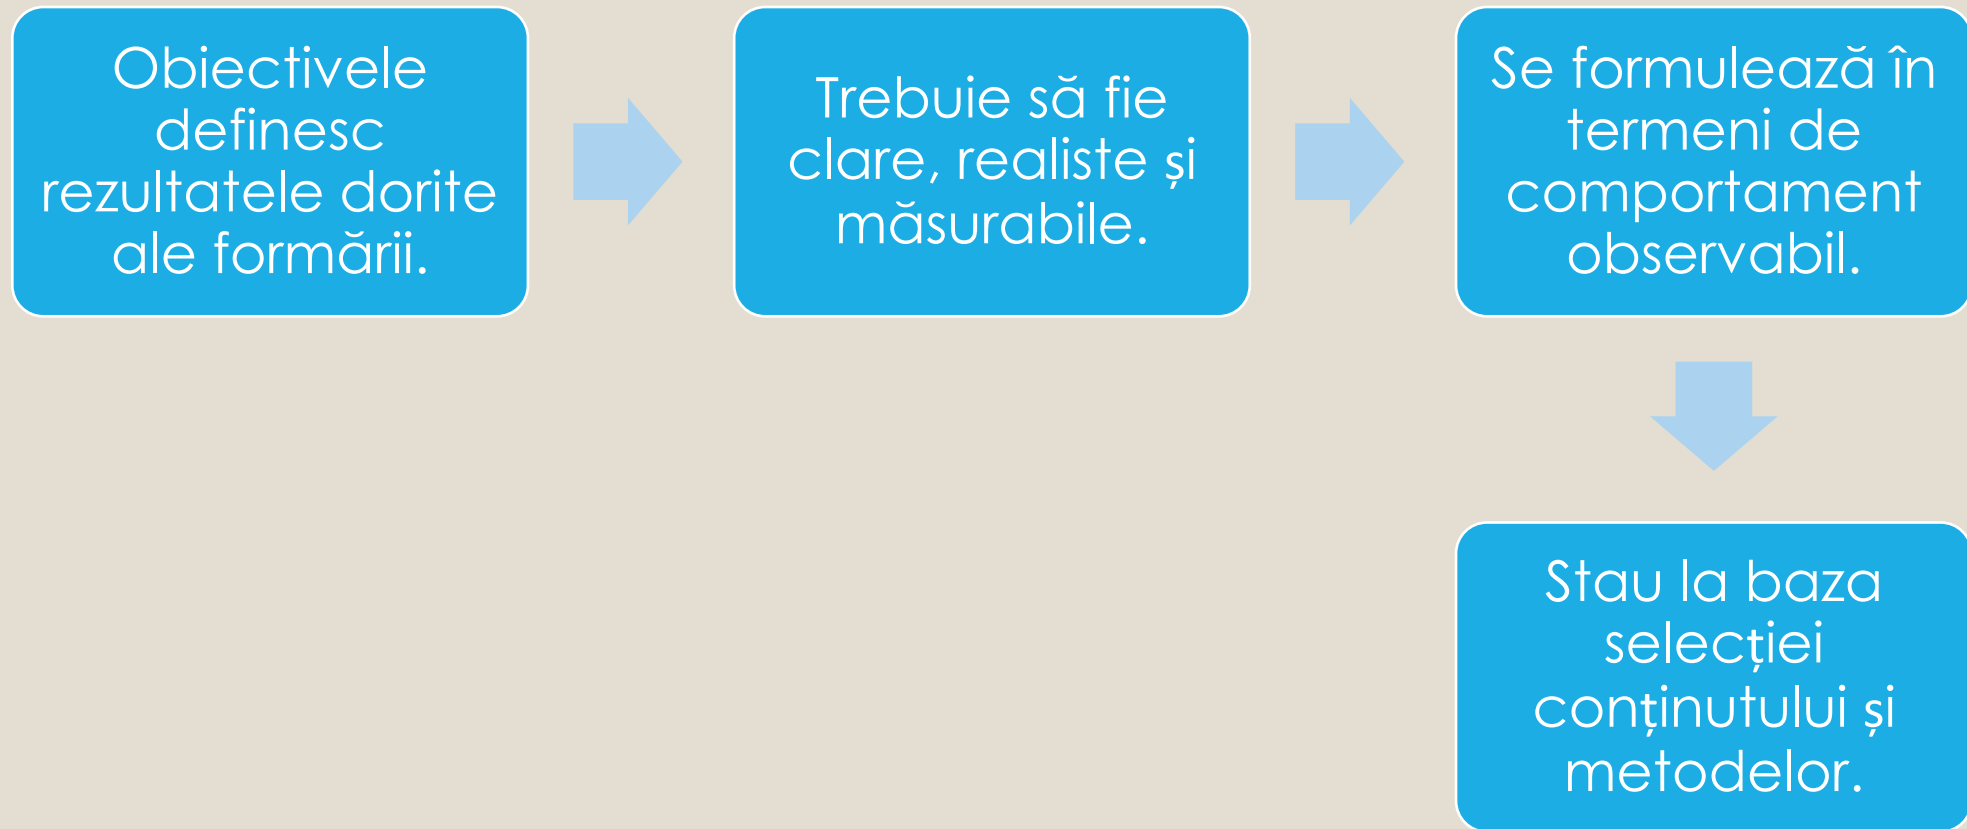 Obiectivele
definesc
rezultatele dorite
ale formării.
Trebuie să fie
clare, realiste și
măsurabile.
Se formulează în
termeni de
comportament
observabil.
Stau la baza
selecției
conținutului și
metodelor.